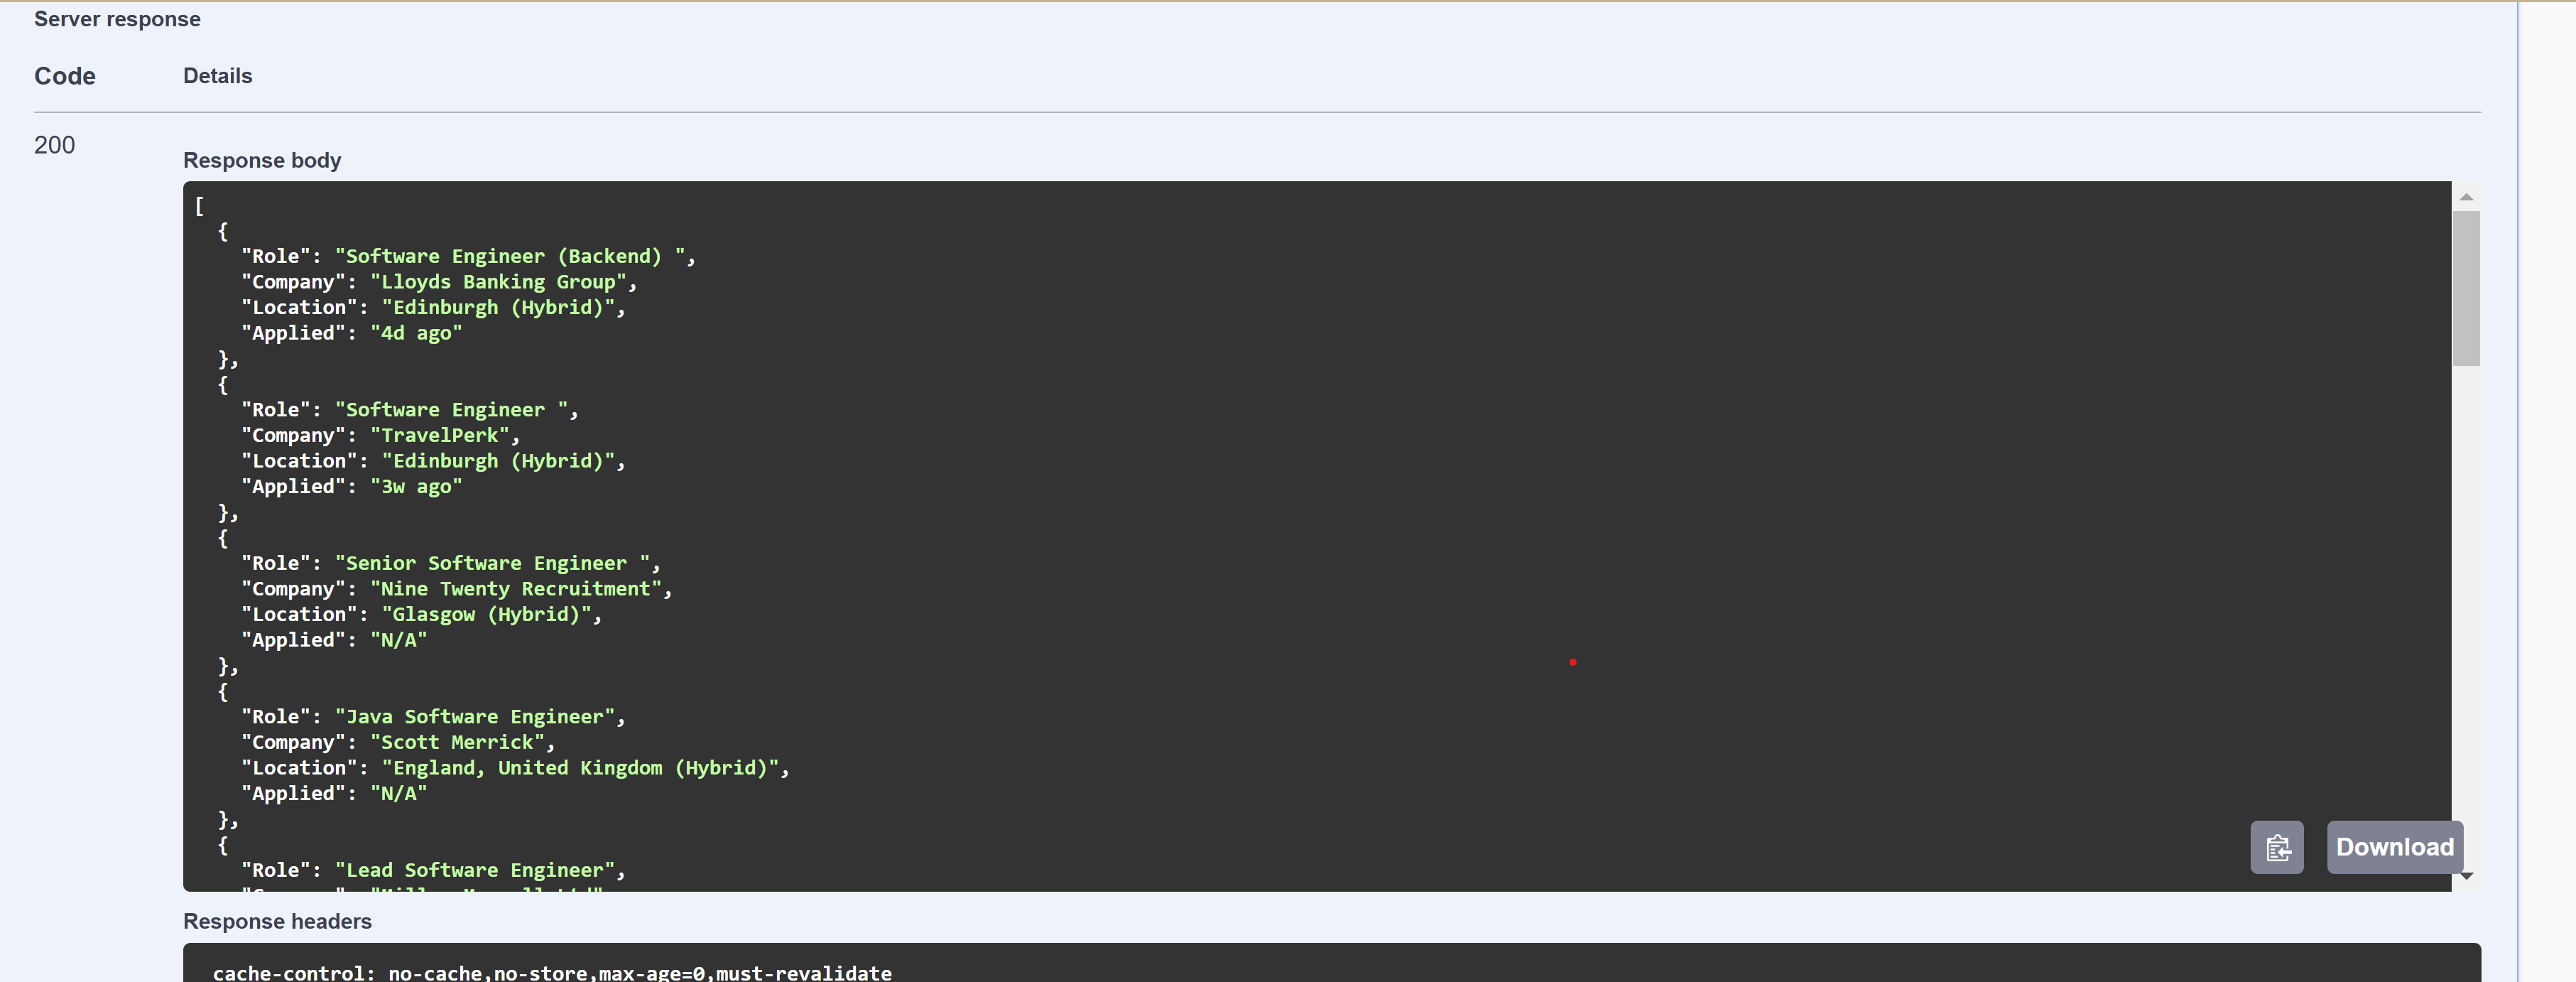 Server response
Code Details
200
Response body
[
  {
    "Role": "Software Engineer (Backend) ",
    "Company": "Lloyds Banking Group",
    "Location": "Edinburgh (Hybrid)",
    "Applied": "4d ago"
  },
  {
    "Role": "Software Engineer ",
    "Company": "TravelPerk",
    "Location": "Edinburgh (Hybrid)",
    "Applied": "3w ago"
  },
  {
    "Role": "Senior Software Engineer ",
    "Company": "Nine Twenty Recruitment",
    "Location": "Glasgow (Hybrid)",
    "Applied": "N/A"
  },
  {
    "Role": "Java Software Engineer",
    "Company": "Scott Merrick",
    "Location": "England, United Kingdom (Hybrid)",
    "Applied": "N/A"
  },
  {
    "Role": "Lead Software Engineer",
Download
Response headers
cache-control: no-cache,no-store,max-age=0,must-revalidate